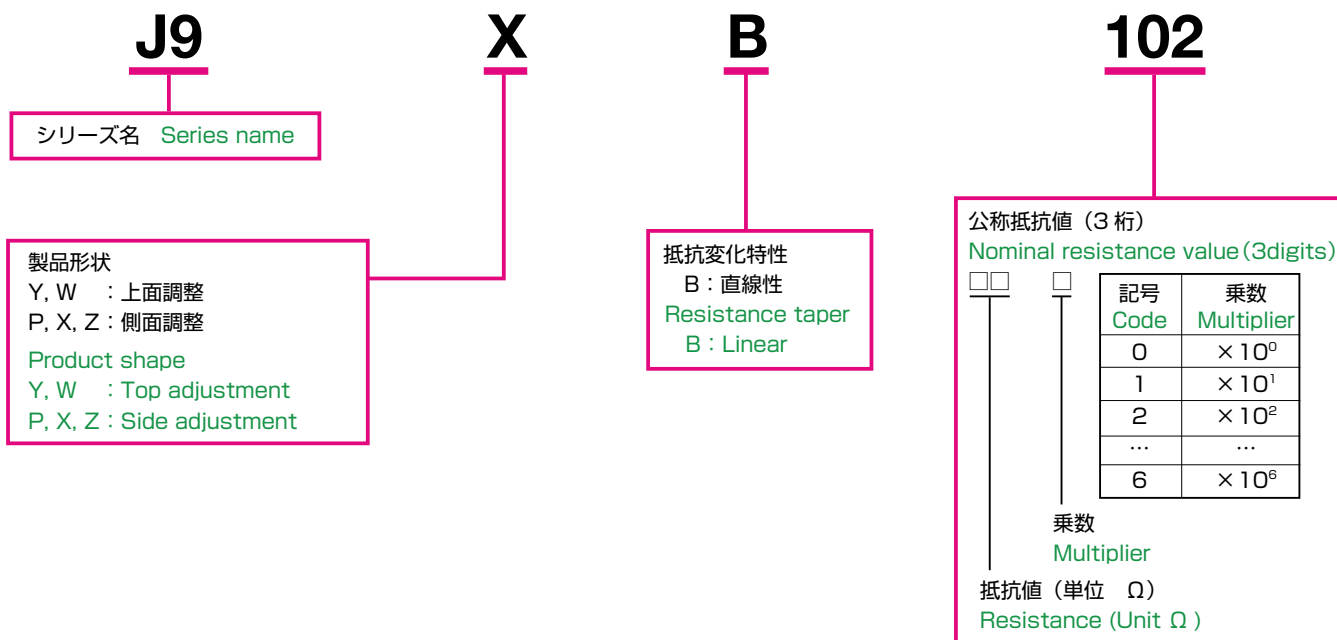 J9 X B 102
シリーズ名 Series name
製品形状
Y, W :上面調整
P, X, Z:側面調整
Product shape
Y, W :Top adjustment
P, X, Z:Side adjustment
抵抗変化特性
B:直線性
Resistance taper
B:Linear
公称抵抗値(3桁)
Nominal resistance value(3digits)
□□ □
記号 乗数
Code Multiplier
0 ×10⁰
1 ×10¹
2 ×10²
… …
6 ×10⁶
乗数
Multiplier
抵抗値(単位 Ω)
Resistance (Unit Ω )